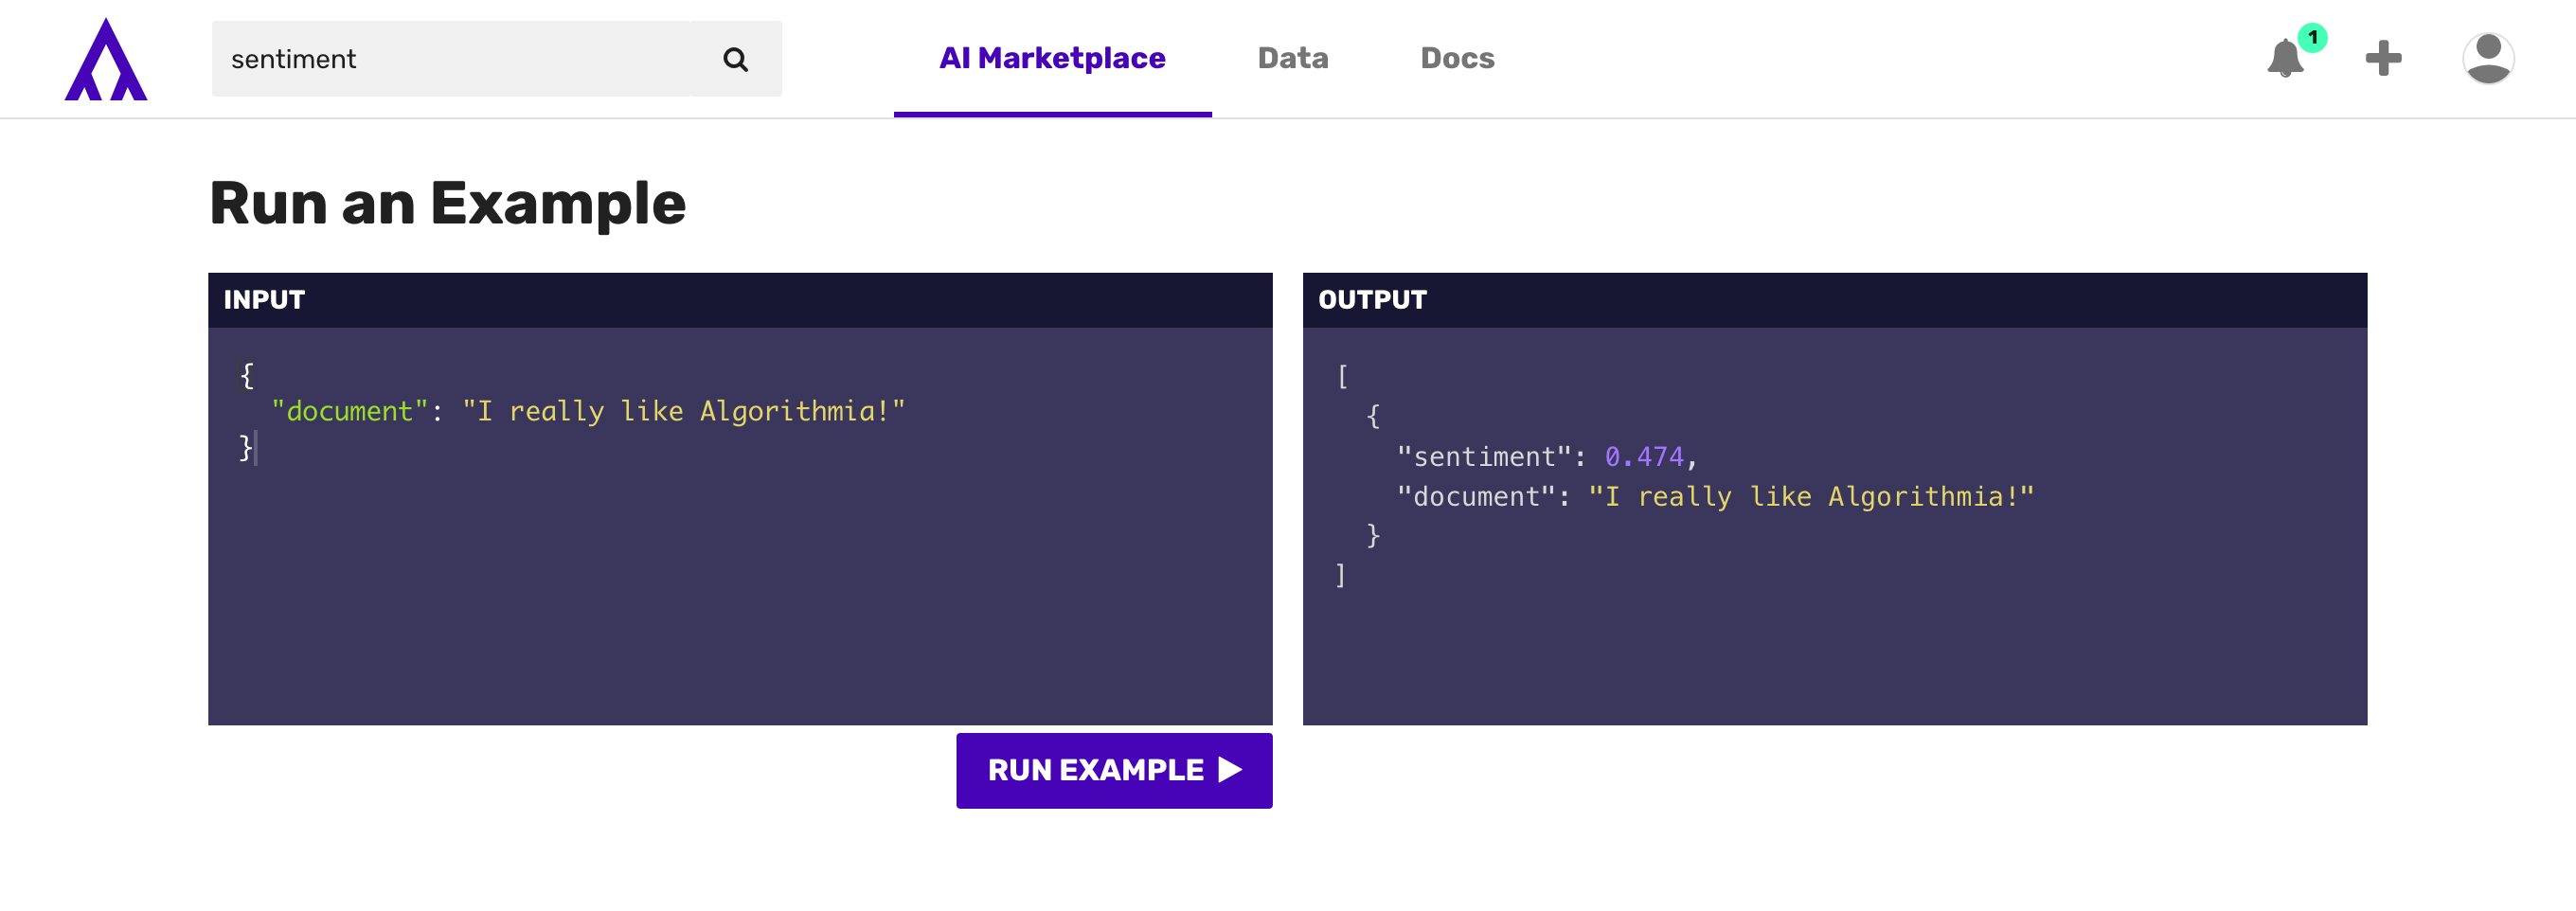 sentiment
AI Marketplace
Data
Docs
1
Run an Example
INPUT
{
  "document": "I really like Algorithmia!"
}
RUN EXAMPLE
OUTPUT
[
  {
    "sentiment": 0.474,
    "document": "I really like Algorithmia!"
  }
]